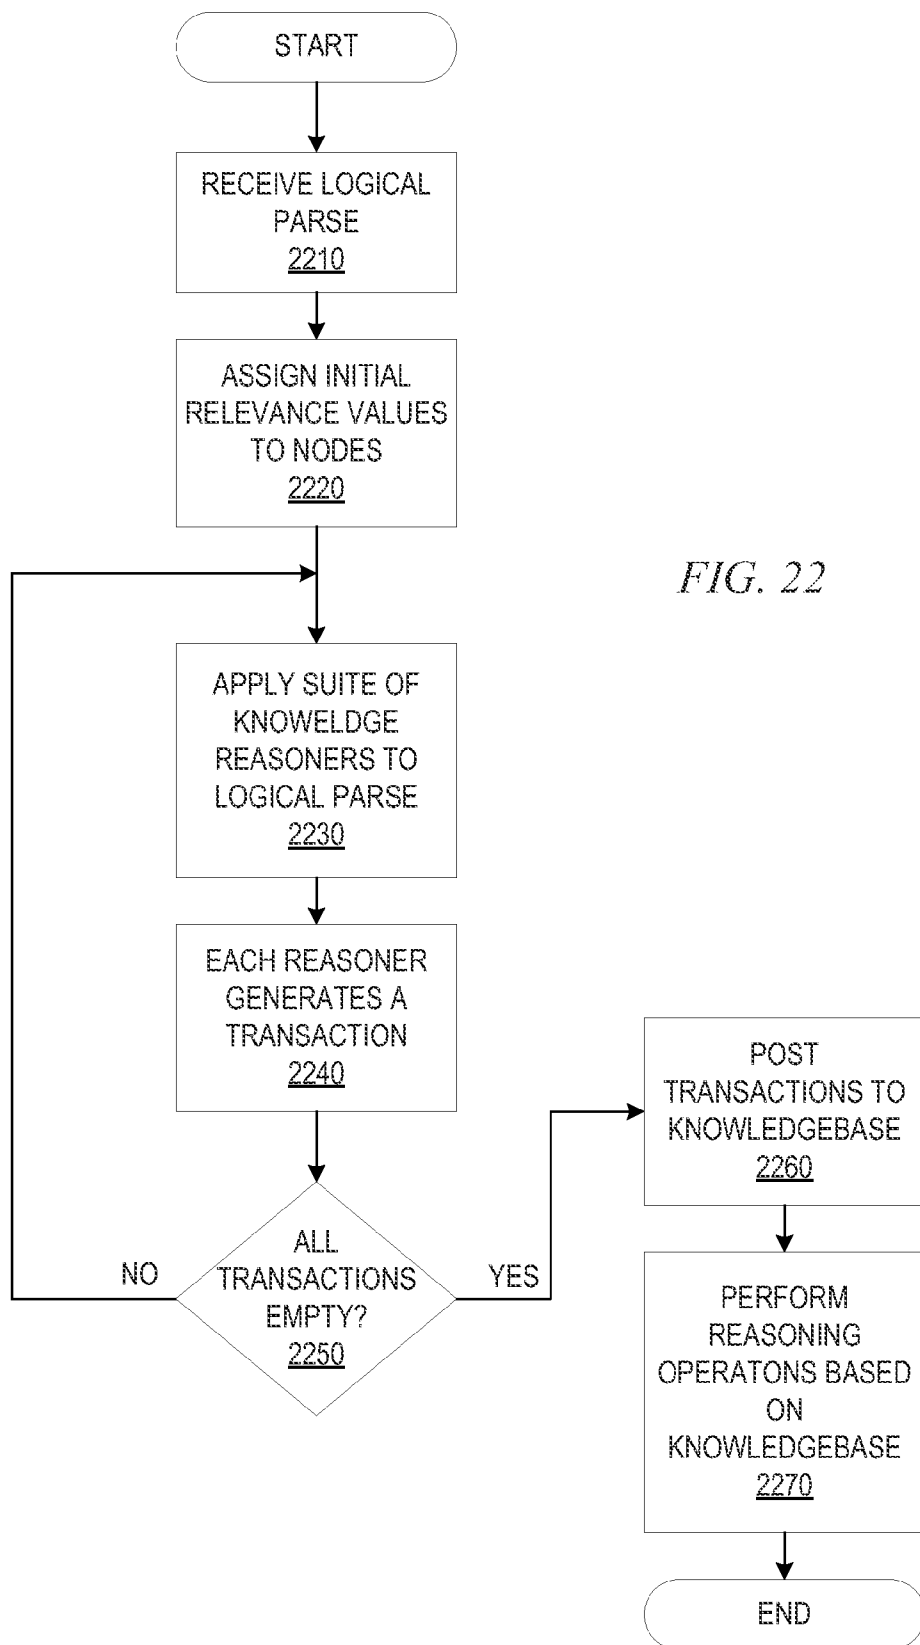 START
RECEIVE LOGICAL
PARSE
2210
ASSIGN INITIAL
RELEVANCE VALUES
TO NODES
2220
FIG. 22
APPLY SUITE OF
KNOWELDGE
REASONERS TO
LOGICAL PARSE
2230
EACH REASONER
GENERATES A
TRANSACTION
2240
ALL
TRANSACTIONS
EMPTY?
2250
NO
YES
POST
TRANSACTIONS TO
KNOWLEDGEBASE
2260
PERFORM
REASONING
OPERATONS BASED
ON
KNOWLEDGEBASE
2270
END